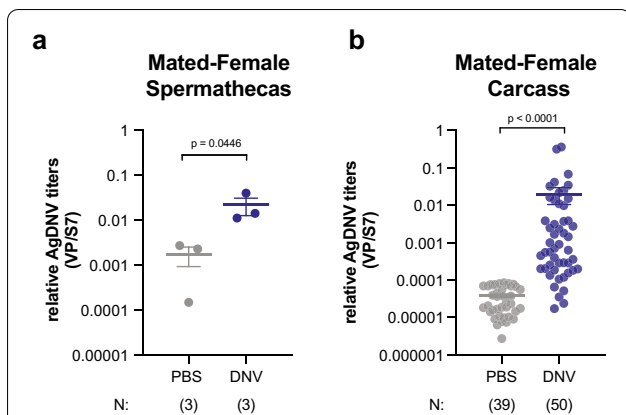 a
Mated-Female
Spermathecas
relative AgDNV titers
(VP/S7)
1
0.1
0.01
0.001
0.0001
0.00001
p = 0.0446
PBS
DNV
N:
(3)
(3)
b
Mated-Female
Carcass
relative AgDNV titers
(VP/S7)
1
0.1
0.01
0.001
0.0001
0.00001
0.000001
p < 0.0001
PBS
DNV
N:
(39)
(50)